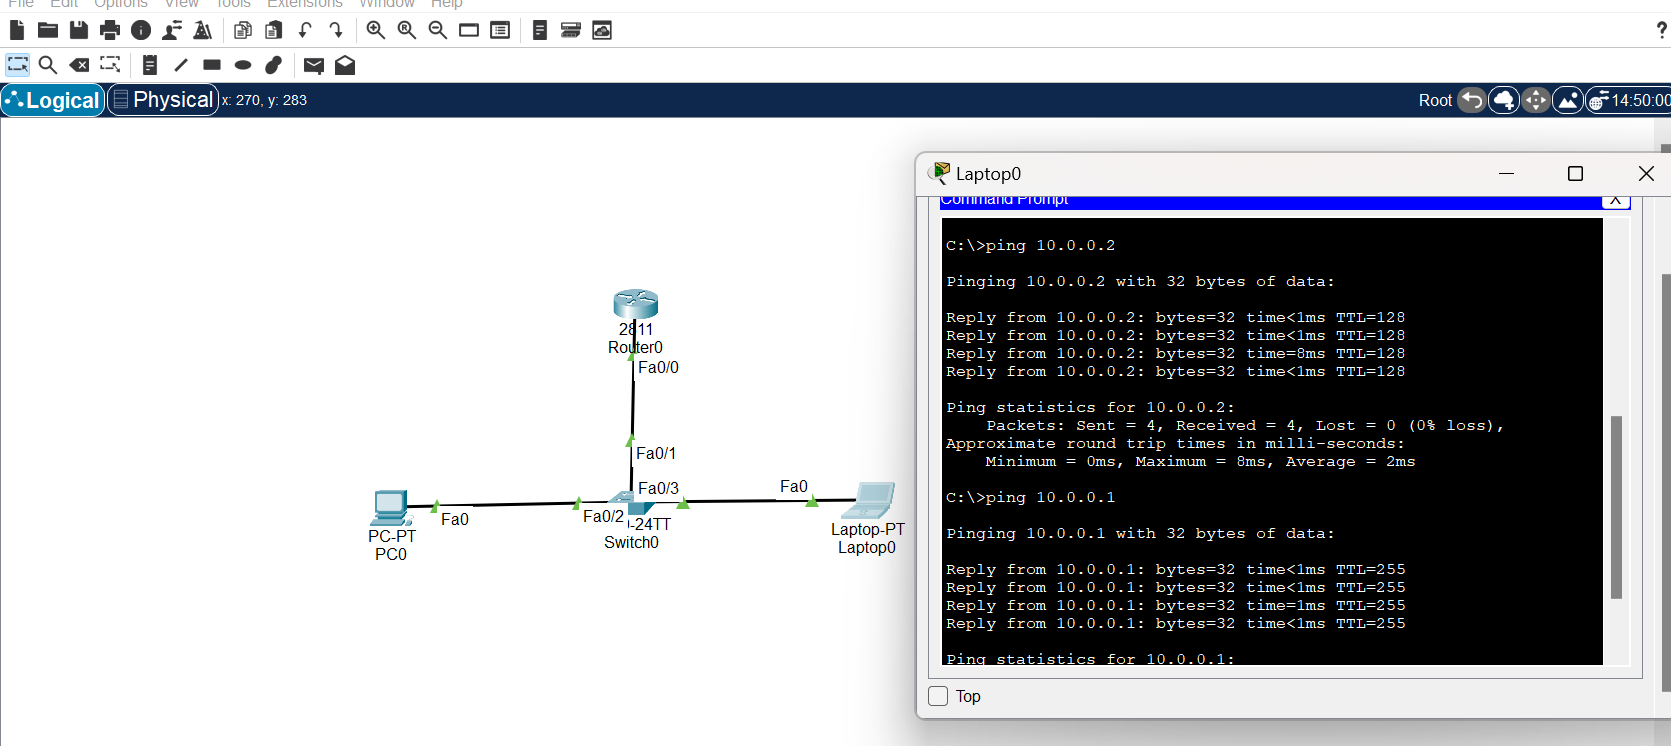 File Edit Options View Tools Extensions Window Help
?
Logical Physical x: 270, y: 283 Root 14:50:00
Laptop0
Command Prompt X
C:\>ping 10.0.0.2
Pinging 10.0.0.2 with 32 bytes of data:
Reply from 10.0.0.2: bytes=32 time<1ms TTL=128
Reply from 10.0.0.2: bytes=32 time<1ms TTL=128
Reply from 10.0.0.2: bytes=32 time=8ms TTL=128
Reply from 10.0.0.2: bytes=32 time<1ms TTL=128
Ping statistics for 10.0.0.2:
Packets: Sent = 4, Received = 4, Lost = 0 (0% loss),
Approximate round trip times in milli-seconds:
Minimum = 0ms, Maximum = 8ms, Average = 2ms
C:\>ping 10.0.0.1
Pinging 10.0.0.1 with 32 bytes of data:
Reply from 10.0.0.1: bytes=32 time<1ms TTL=255
Reply from 10.0.0.1: bytes=32 time<1ms TTL=255
Reply from 10.0.0.1: bytes=32 time=1ms TTL=255
Reply from 10.0.0.1: bytes=32 time<1ms TTL=255
Ping statistics for 10.0.0.1:
Top
2811
Router0
Fa0/0
Fa0/1
Fa0/3
Fa0
Fa0
Fa0/2
-24TT
Switch0
PC-PT
PC0
Laptop-PT
Laptop0